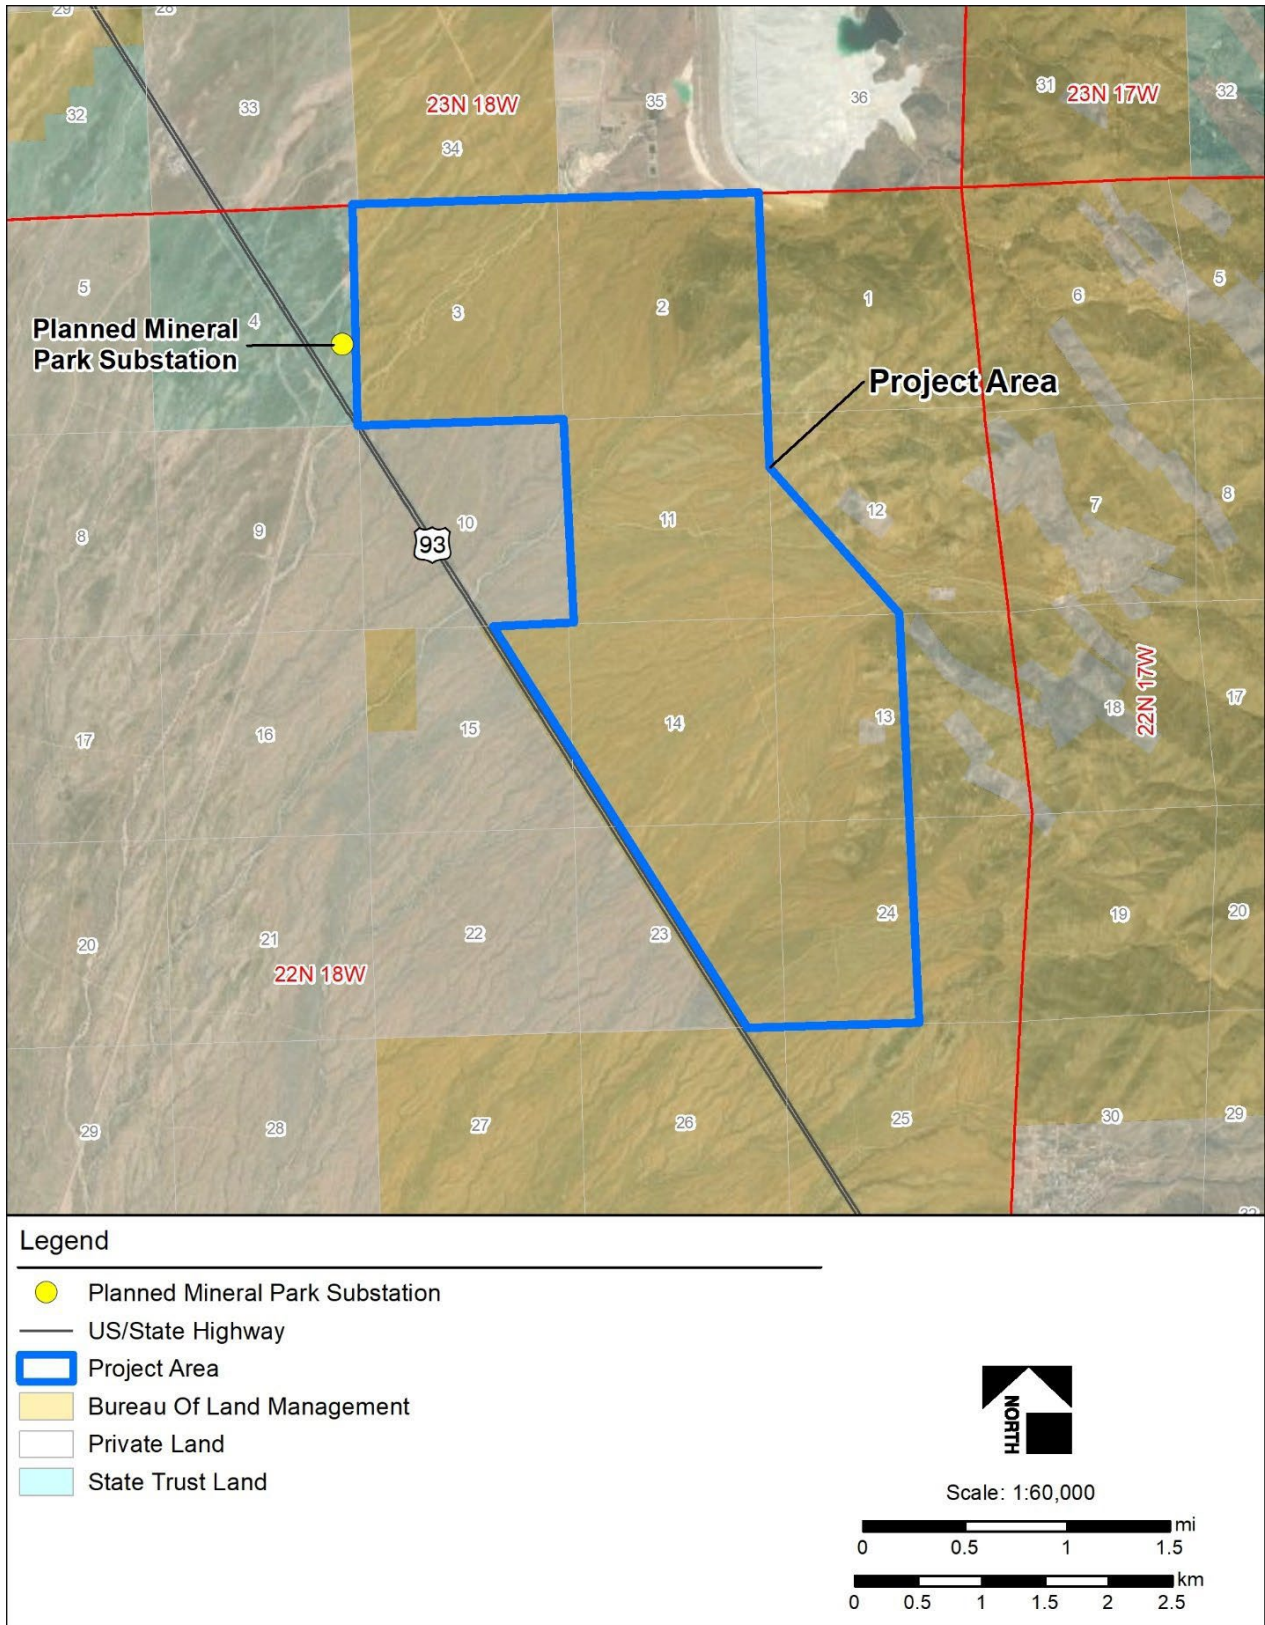 29
28
32
33
23N 18W
35
36
31
23N 17W
32
34
5
4
3
2
1
6
5
Planned Mineral
Park Substation
Project Area
8
9
10
93
11
12
7
8
17
16
15
14
13
18
22N 17W
17
20
21
22
23
24
19
20
22N 18W
29
28
27
26
25
30
29
32
Legend
Planned Mineral Park Substation
US/State Highway
Project Area
Bureau Of Land Management
Private Land
State Trust Land
NORTH
Scale: 1:60,000
mi
0 0.5 1 1.5
km
0 0.5 1 1.5 2 2.5